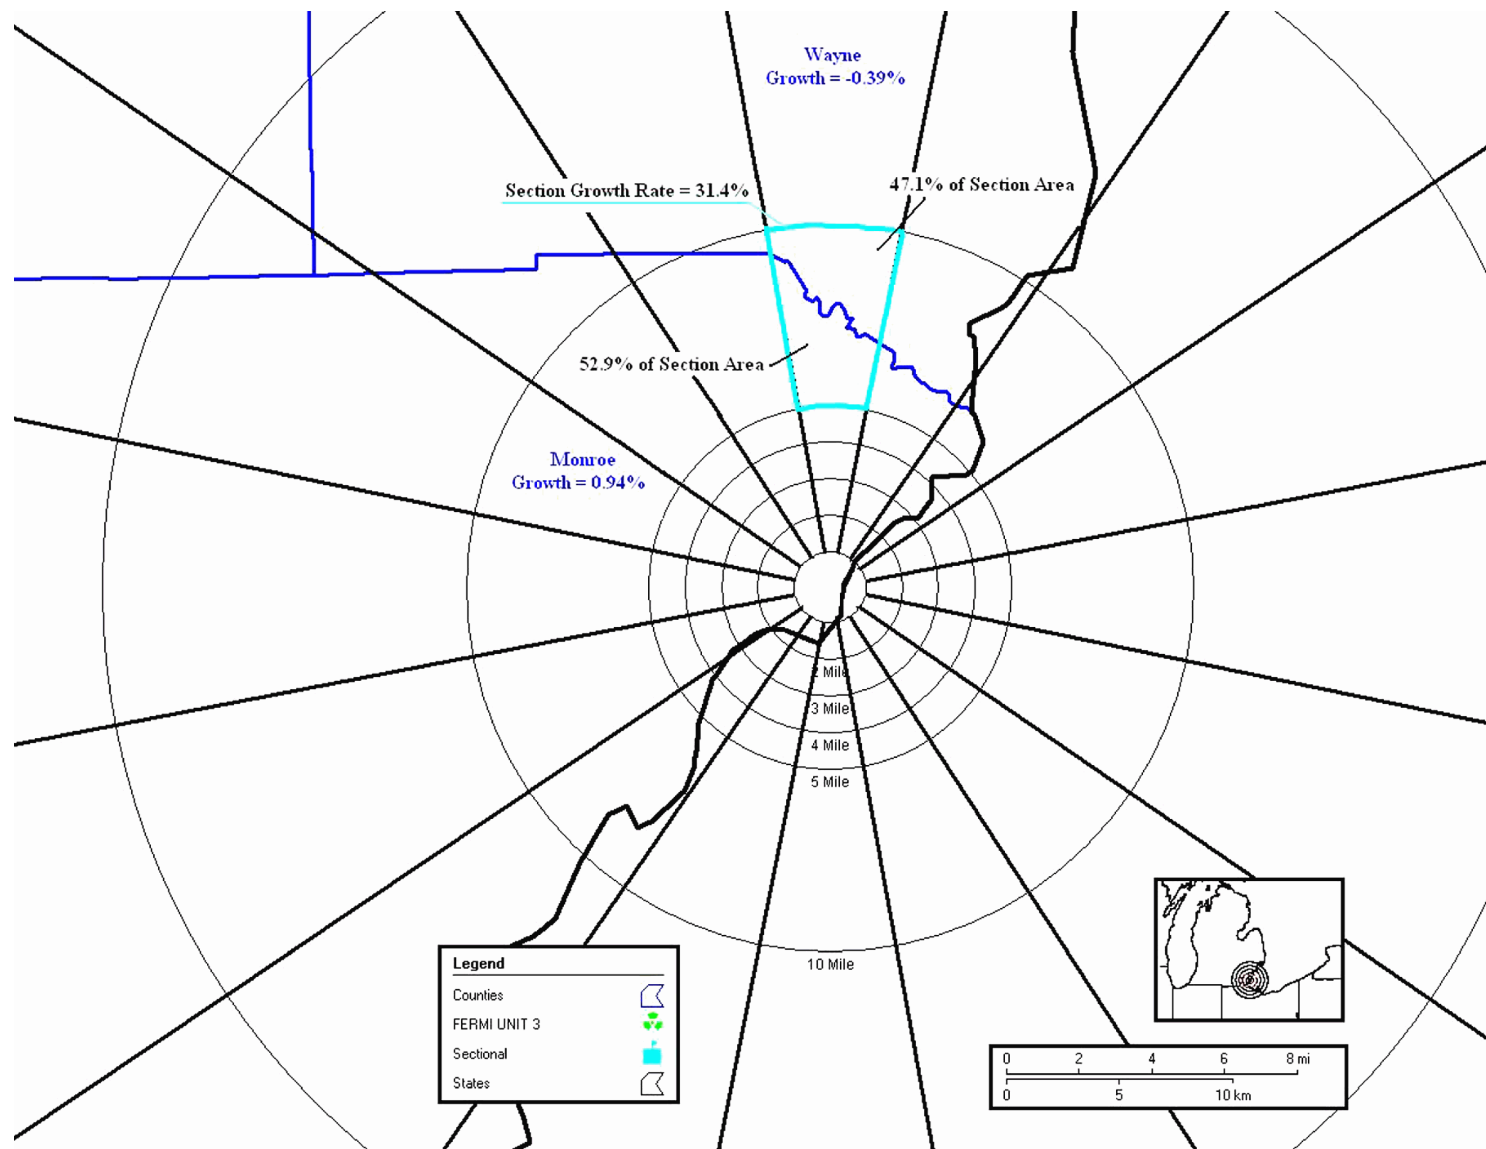 Wayne
Growth = -0.39%
Section Growth Rate = 31.4%
47.1% of Section Area
52.9% of Section Area
Monroe
Growth = 0.94%
2 Mile
3 Mile
4 Mile
5 Mile
10 Mile
Legend
Counties
FERMI UNIT 3
Sectional
States
0 2 4 6 8 mi
0 5 10 km